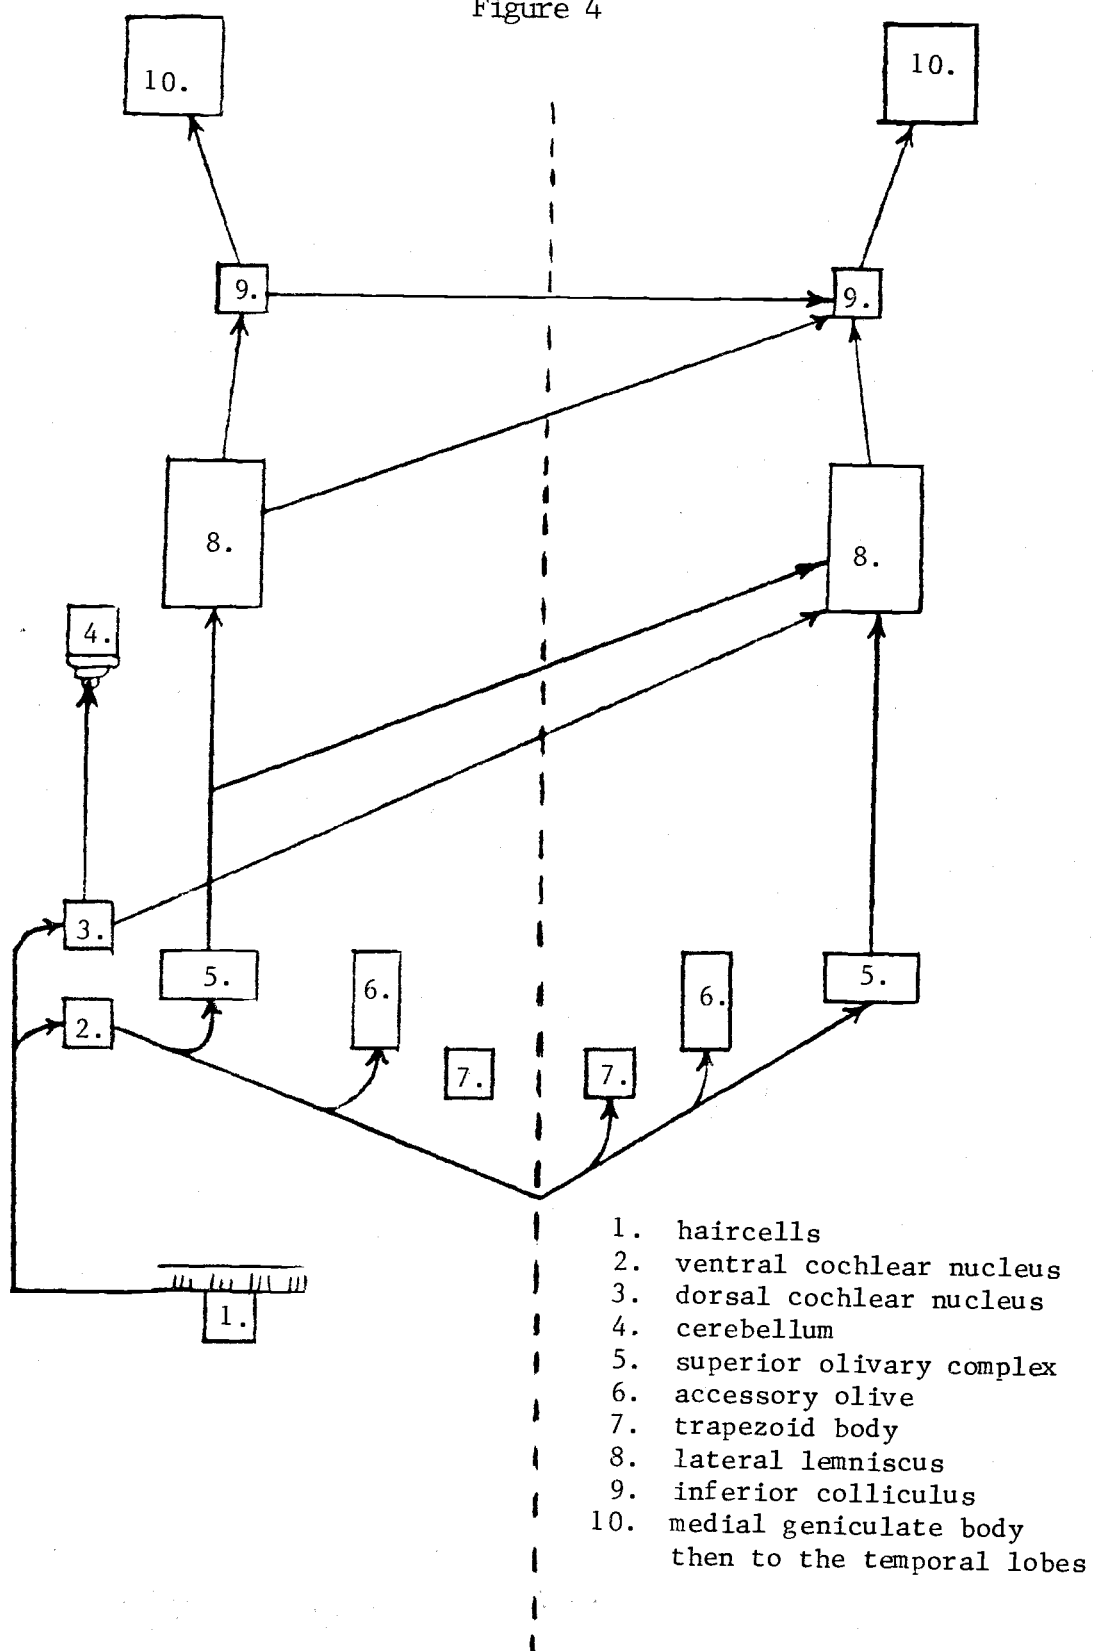 Figure 4
10.
10.
9.
9.
8.
8.
4.
3.
5.
6.
6.
5.
2.
7.
7.
1.
1. haircells
2. ventral cochlear nucleus
3. dorsal cochlear nucleus
4. cerebellum
5. superior olivary complex
6. accessory olive
7. trapezoid body
8. lateral lemniscus
9. inferior colliculus
10. medial geniculate body
then to the temporal lobes